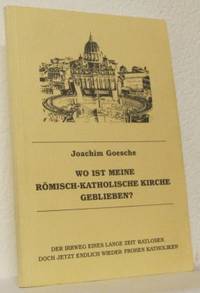 Joachim Goesche
WO IST MEINE
RÖMISCH-KATHOLISCHE KIRCHE
GEBLIEBEN?
DER IRRWEG EINES LANGE ZEIT RATLOSEN
DOCH JETZT ENDLICH WIEDER FROHEN KATHOLIKEN